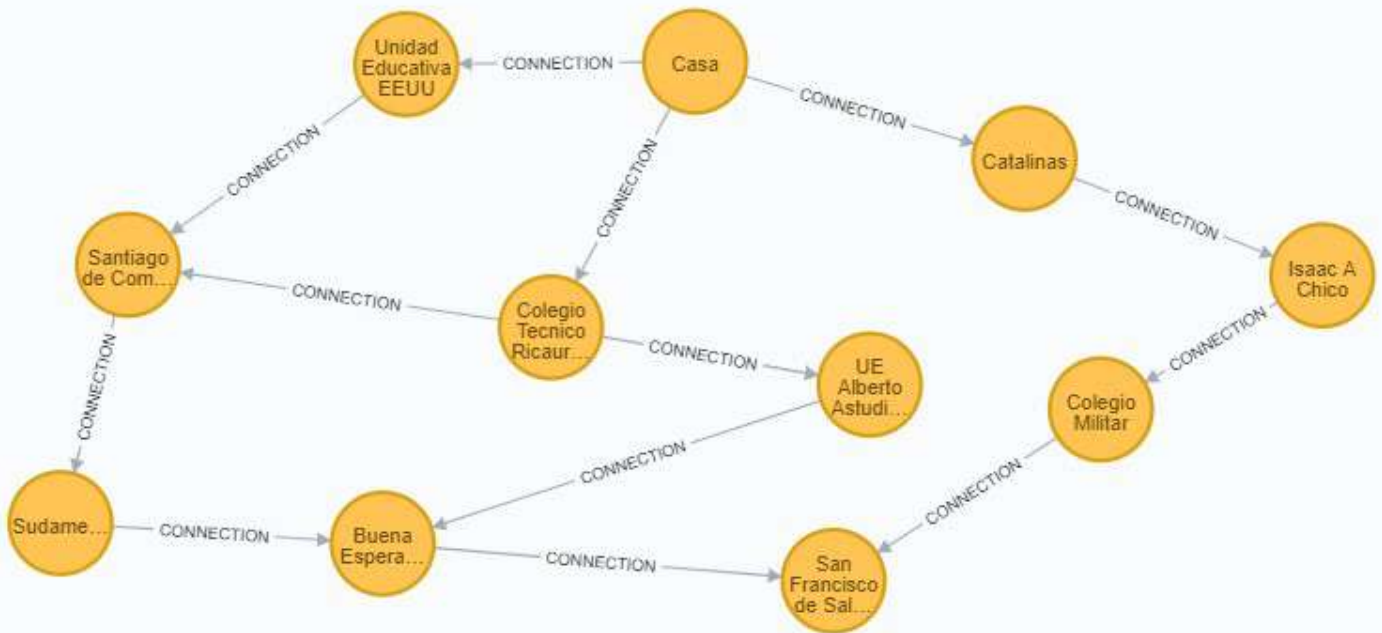 Unidad
Educativa
EEUU
CONNECTION
Casa
CONNECTION
Catalinas
CONNECTION
CONNECTION
CONNECTION
Santiago
de Com...
CONNECTION
Colegio
Tecnico
Ricaur...
CONNECTION
UE
Alberto
Astudi...
Isaac A
Chico
CONNECTION
Colegio
Militar
CONNECTION
CONNECTION
CONNECTION
Sudame...
CONNECTION
Buena
Espera...
CONNECTION
San
Francisco
de Sal...